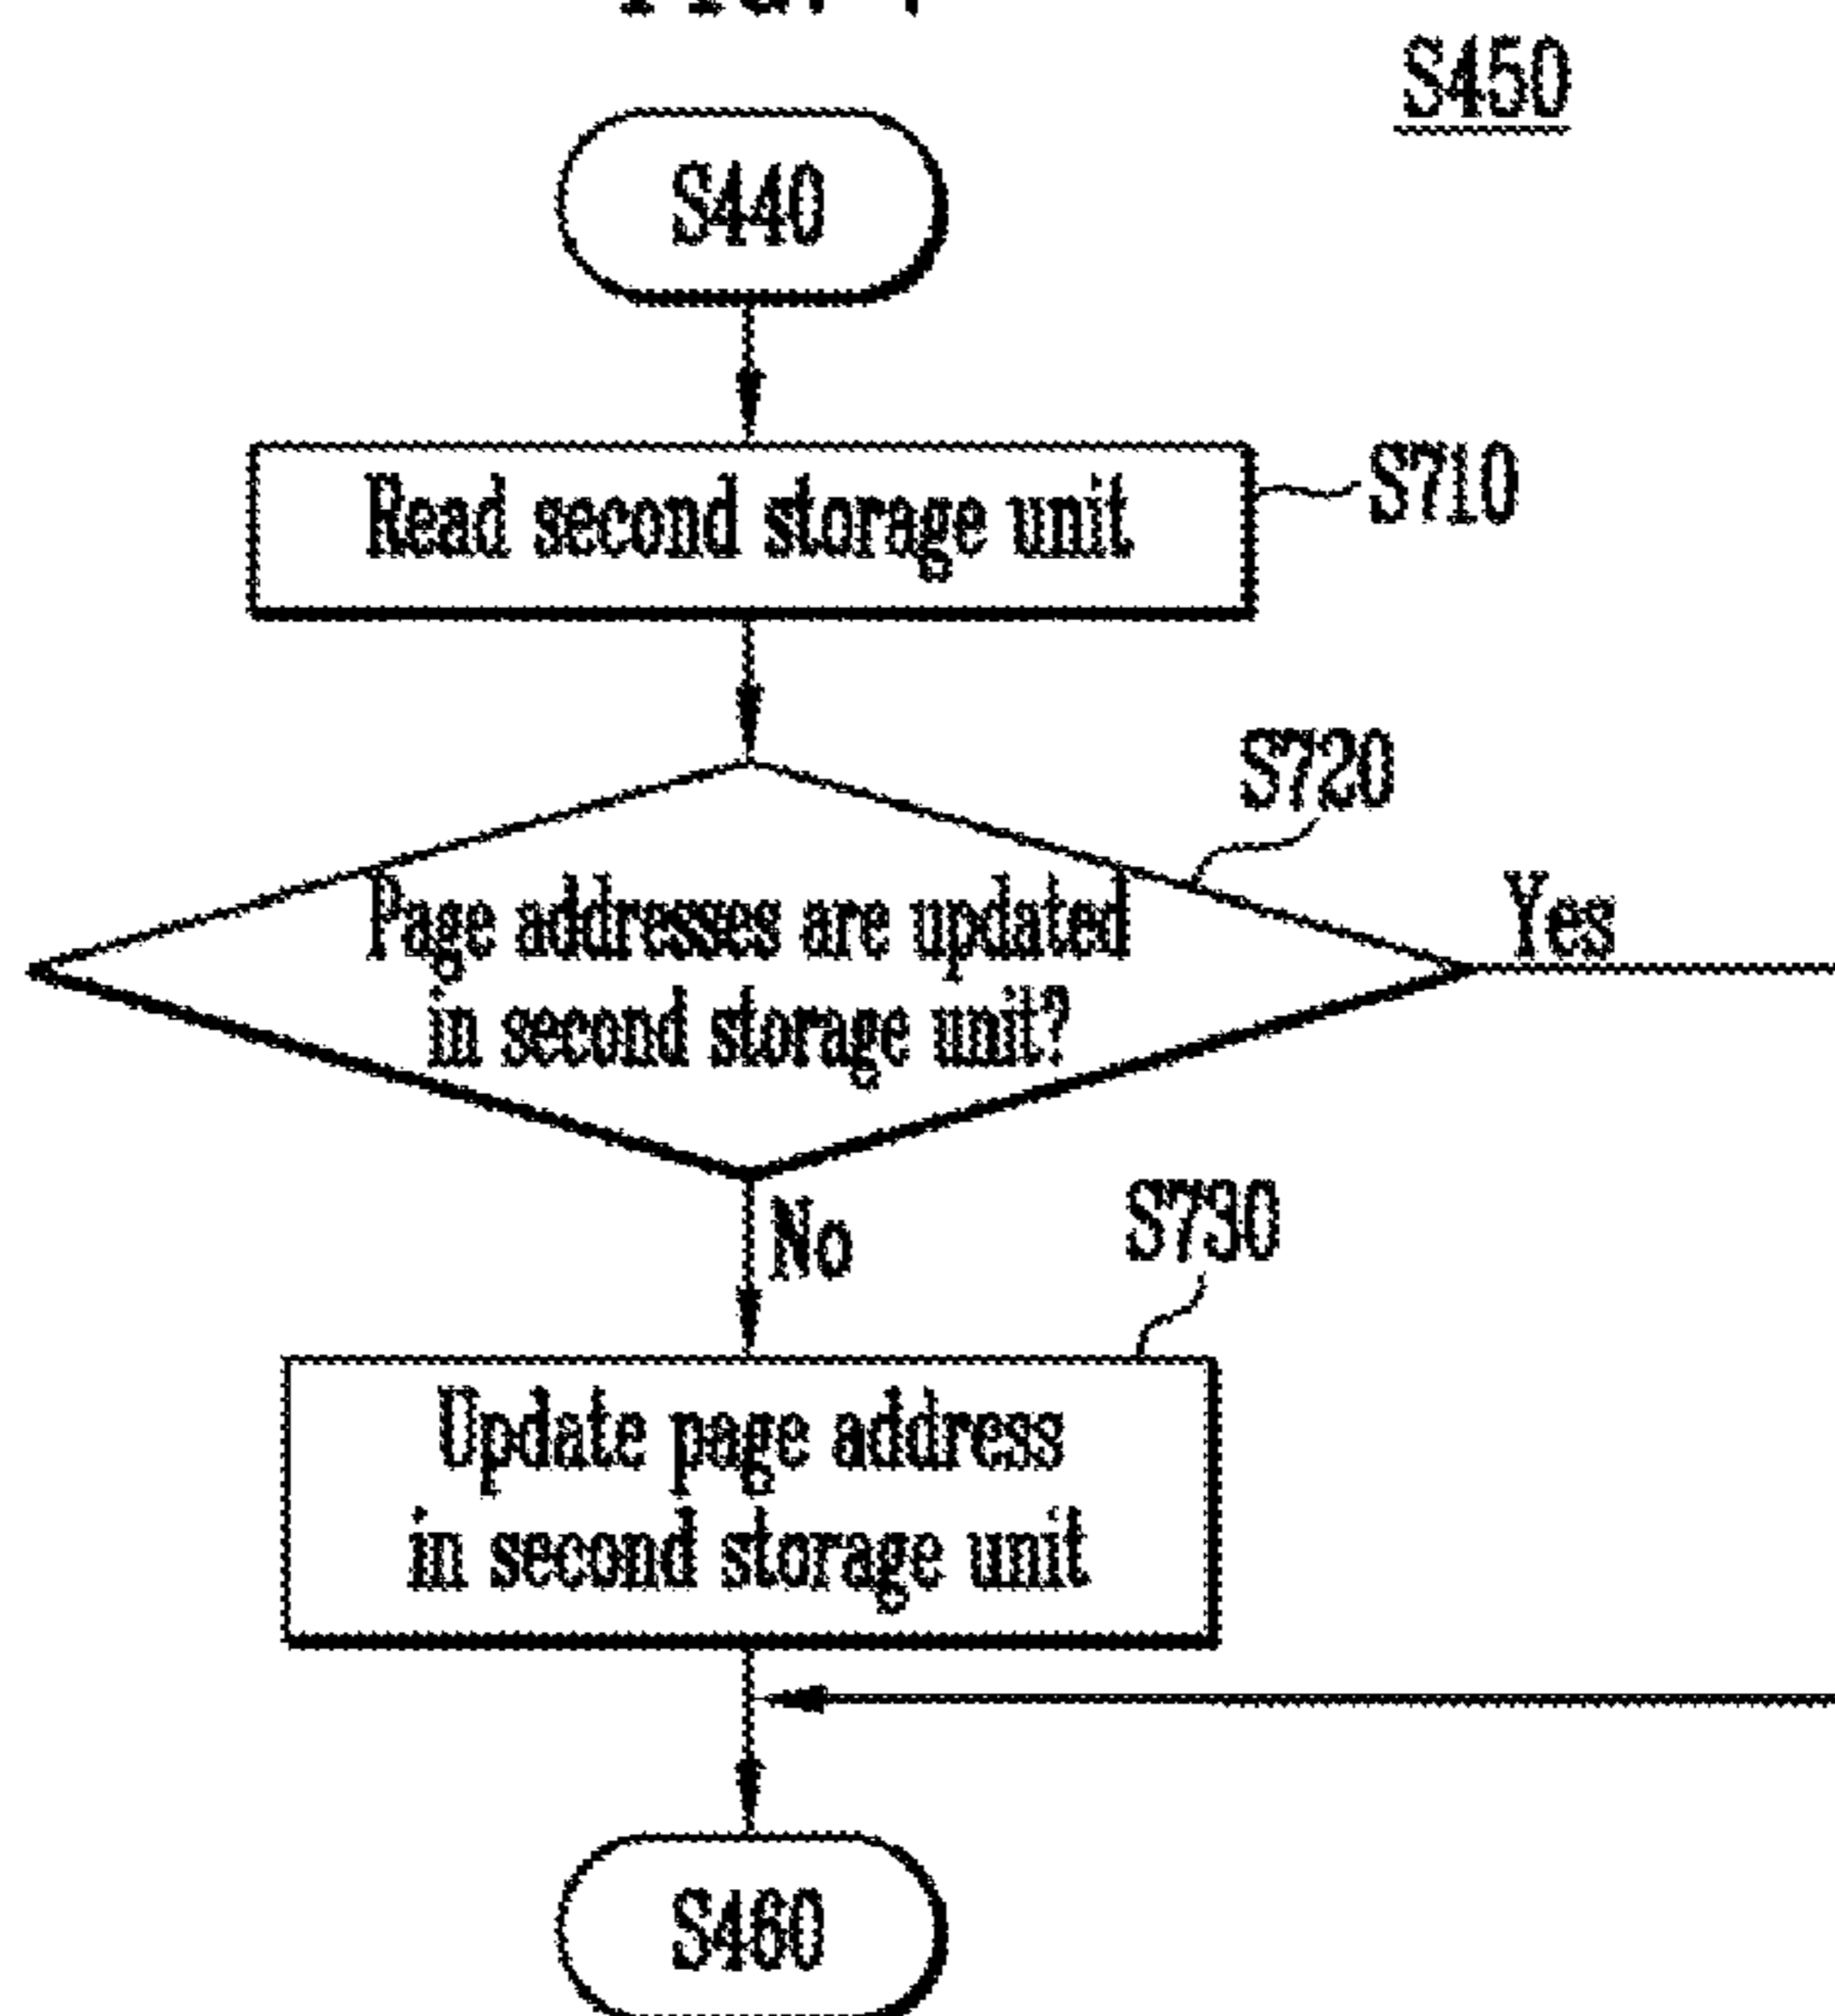 S450
S440
Read second storage unit
S710
S720
Page addresses are updated
in second storage unit?
Yes
No
S730
Update page address
in second storage unit
S460